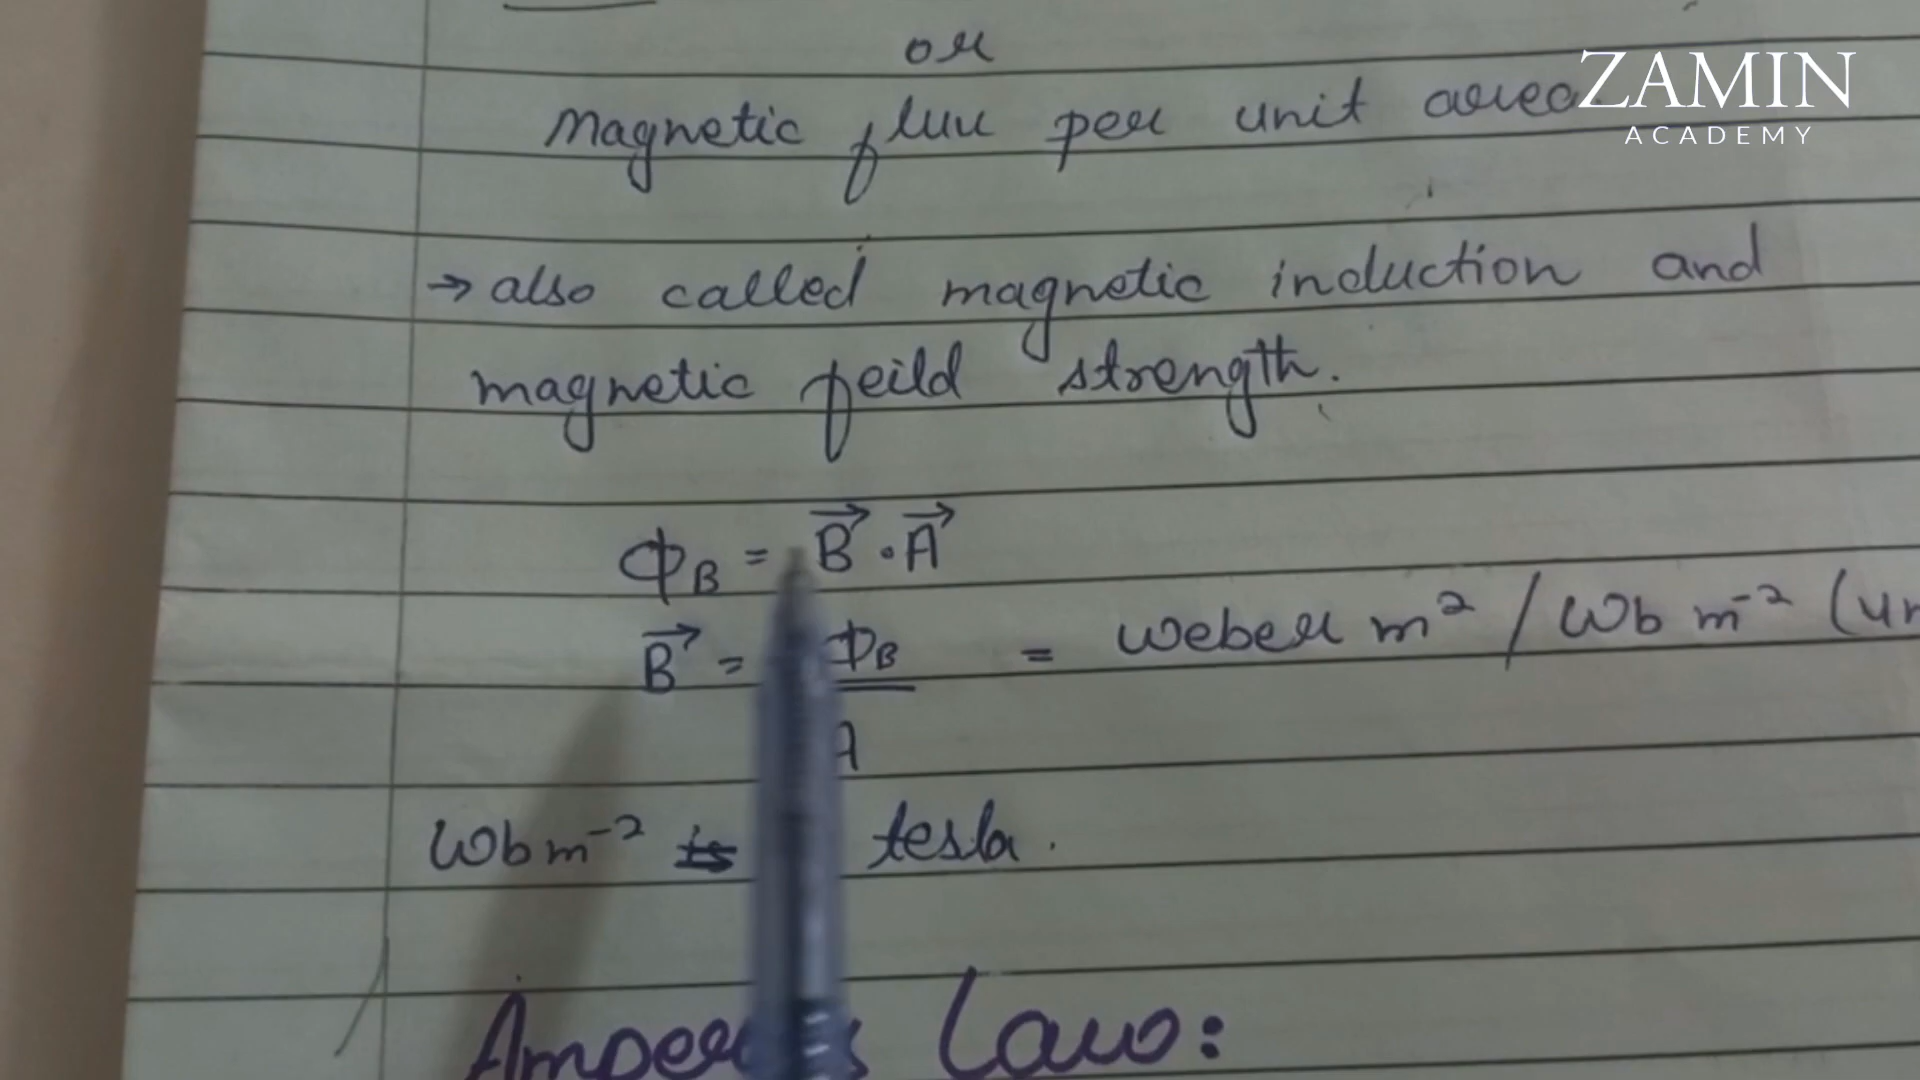 or
magnetic flux per unit area
ZAMIN
ACADEMY
→ also called magnetic induction and
magnetic feild strength.
ΦB = B⃗ · A⃗
B⃗ = ΦB / A = weber m² / Wb m⁻²
Wb m⁻² is tesla.
Law: